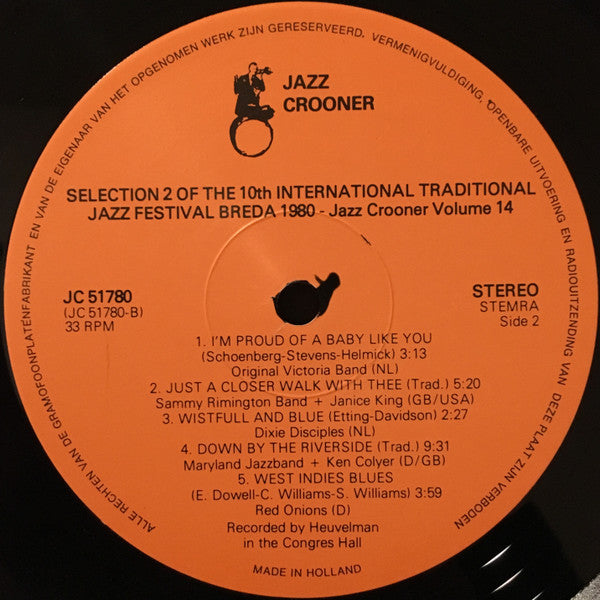 ALLE RECHTEN VAN DE GRAMOFOONPLATENFABRIKANT EN VAN DE EIGENAAR VAN HET OPGENOMEN WERK ZIJN GERESERVEERD. VERMENIGVULDIGING, OPENBARE UITVOERING EN RADIOUITZENDING VAN DEZE PLAAT ZIJN VERBODEN
JAZZ
CROONER
SELECTION 2 OF THE 10th INTERNATIONAL TRADITIONAL
JAZZ FESTIVAL BREDA 1980 - Jazz Crooner Volume 14
JC 51780
(JC 51780-B)
33 RPM
STEREO
STEMRA
Side 2
1. I'M PROUD OF A BABY LIKE YOU
(Schoenberg-Stevens-Helmick) 3:13
Original Victoria Band (NL)
2. JUST A CLOSER WALK WITH THEE (Trad.) 5:20
Sammy Rimington Band + Janice King (GB/USA)
3. WISTFULL AND BLUE (Etting-Davidson) 2:27
Dixie Disciples (NL)
4. DOWN BY THE RIVERSIDE (Trad.) 9:31
Maryland Jazzband + Ken Colyer (D/GB)
5. WEST INDIES BLUES
(E. Dowell-C. Williams-S. Williams) 3:59
Red Onions (D)
Recorded by Heuvelman
in the Congres Hall
MADE IN HOLLAND